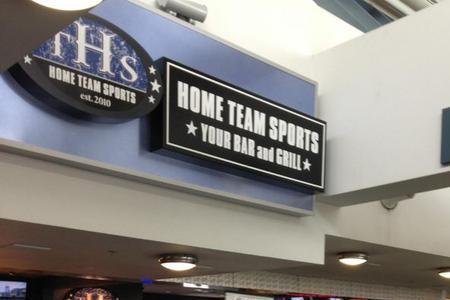 THS
HOME TEAM SPORTS
est. 2010
HOME TEAM SPORTS
YOUR BAR and GRILL